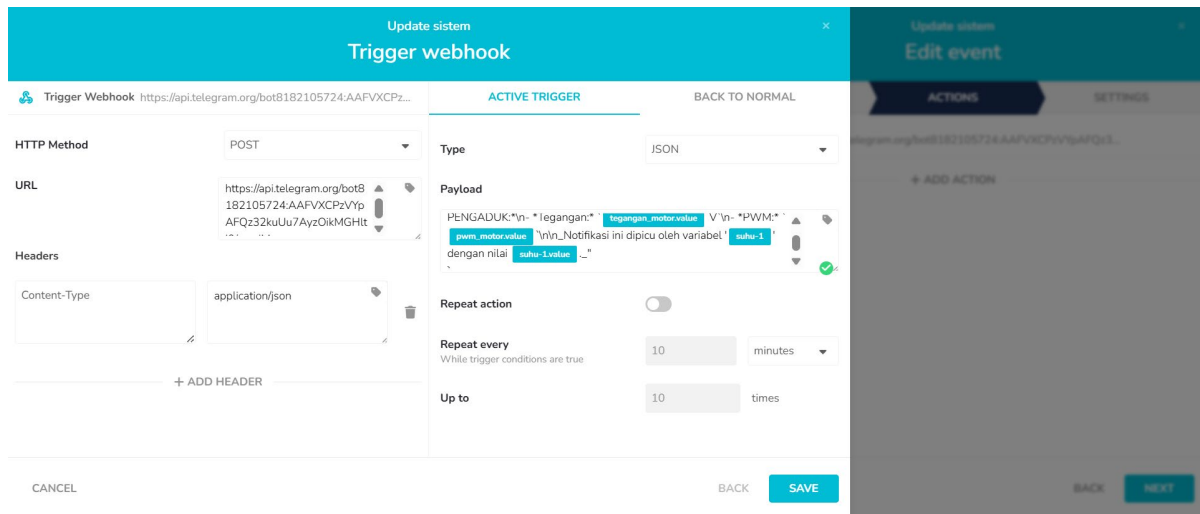 Update sistem
Trigger webhook
Trigger Webhook https://api.telegram.org/bot8182105724:AAFVXCPz...
ACTIVE TRIGGER
BACK TO NORMAL
HTTP Method
POST
URL
https://api.telegram.org/bot8
182105724:AAFVXCPzVYp
AFQz32kuUu7AyzOikMGHlt
Headers
Content-Type
application/json
+ ADD HEADER
Type
JSON
Payload
PENGADUK:*\n- *Tegangan:* ` tegangan_motor.value V`\n- *PWM:* `
pwm_motor.value `\n\n_Notifikasi ini dipicu oleh variabel ' suhu-1 '
dengan nilai suhu-1.value ._"
Repeat action
Repeat every
While trigger conditions are true
10
minutes
Up to
10
times
CANCEL
BACK
SAVE
Update sistem
Edit event
ACTIONS
SETTINGS
+ ADD ACTION
BACK
NEXT